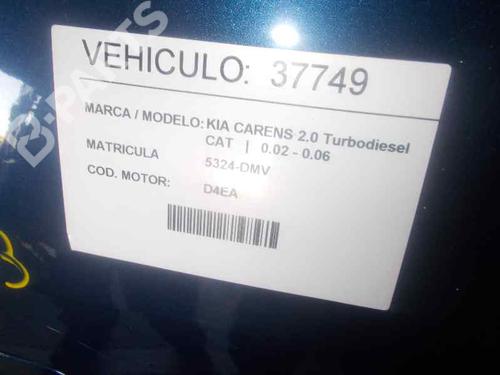 VEHICULO: 37749
MARCA / MODELO: KIA CARENS 2.0 Turbodiesel
CAT | 0.02 - 0.06
MATRICULA 5324-DMV
COD. MOTOR: D4EA
B-PARTS